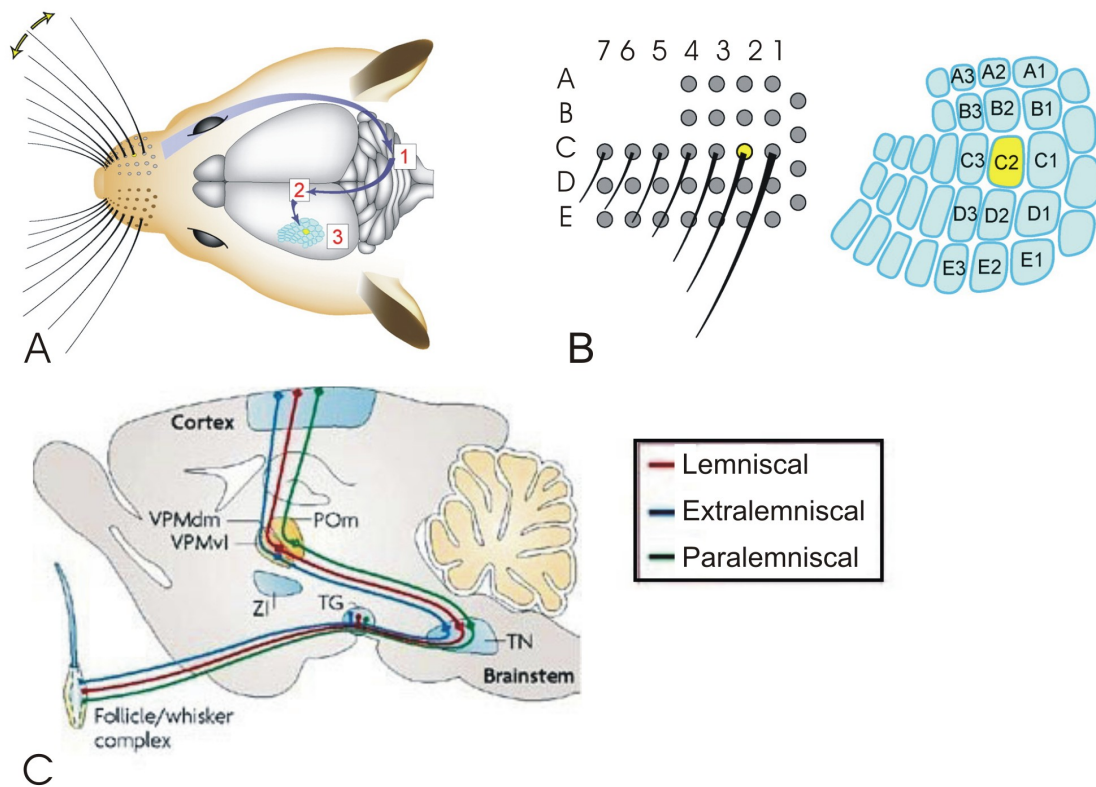 1
2
3
A
7 6 5 4 3 2 1
A
B
C
D
E
A3 A2 A1
B3 B2 B1
C3 C2 C1
D3 D2 D1
E3 E2 E1
B
Cortex
VPMdm
POm
VPMvl
ZI
TG
TN
Brainstem
Follicle/whisker
complex
C
Lemniscal
Extralemniscal
Paralemniscal